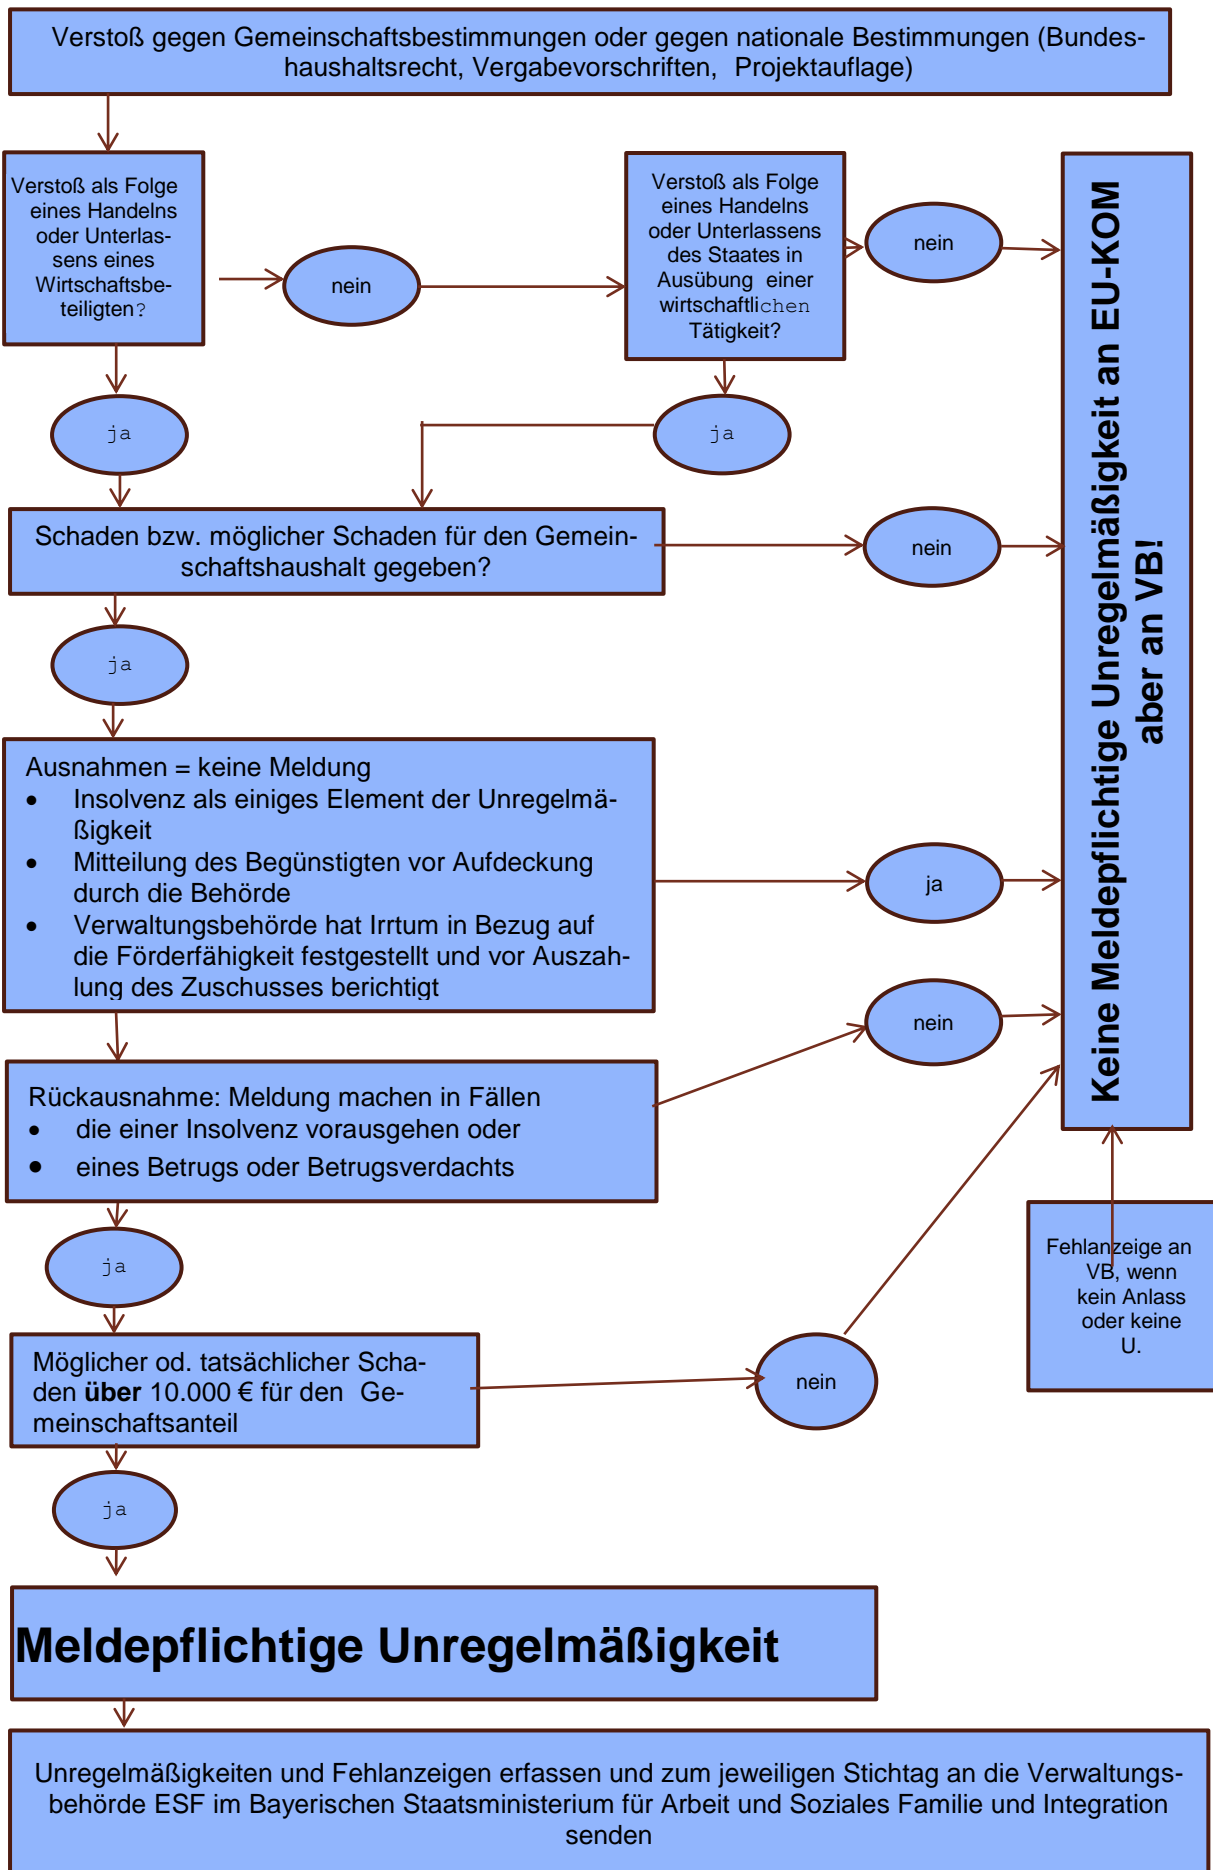 Verstoß gegen Gemeinschaftsbestimmungen oder gegen nationale Bestimmungen (Bundes-
haushaltsrecht, Vergabevorschriften, Projektauflage)
Verstoß als Folge
eines Handelns
oder Unterlas-
sens eines
Wirtschaftsbe-
teiligten?
nein
Verstoß als Folge
eines Handelns
oder Unterlassens
des Staates in
Ausübung einer
wirtschaftlichen
Tätigkeit?
nein
ja
ja
Schaden bzw. möglicher Schaden für den Gemein-
schaftshaushalt gegeben?
nein
ja
Ausnahmen = keine Meldung
• Insolvenz als einiges Element der Unregelmä-
ßigkeit
• Mitteilung des Begünstigten vor Aufdeckung
durch die Behörde
• Verwaltungsbehörde hat Irrtum in Bezug auf
die Förderfähigkeit festgestellt und vor Auszah-
lung des Zuschusses berichtigt
ja
Rückausnahme: Meldung machen in Fällen
• die einer Insolvenz vorausgehen oder
• eines Betrugs oder Betrugsverdachts
nein
ja
Möglicher od. tatsächlicher Scha-
den über 10.000 € für den Ge-
meinschaftsanteil
nein
ja
Keine Meldepflichtige Unregelmäßigkeit an EU-KOM
aber an VB!
Fehlanzeige an
VB, wenn
kein Anlass
oder keine
U.
Meldepflichtige Unregelmäßigkeit
Unregelmäßigkeiten und Fehlanzeigen erfassen und zum jeweiligen Stichtag an die Verwaltungs-
behörde ESF im Bayerischen Staatsministerium für Arbeit und Soziales Familie und Integration
senden